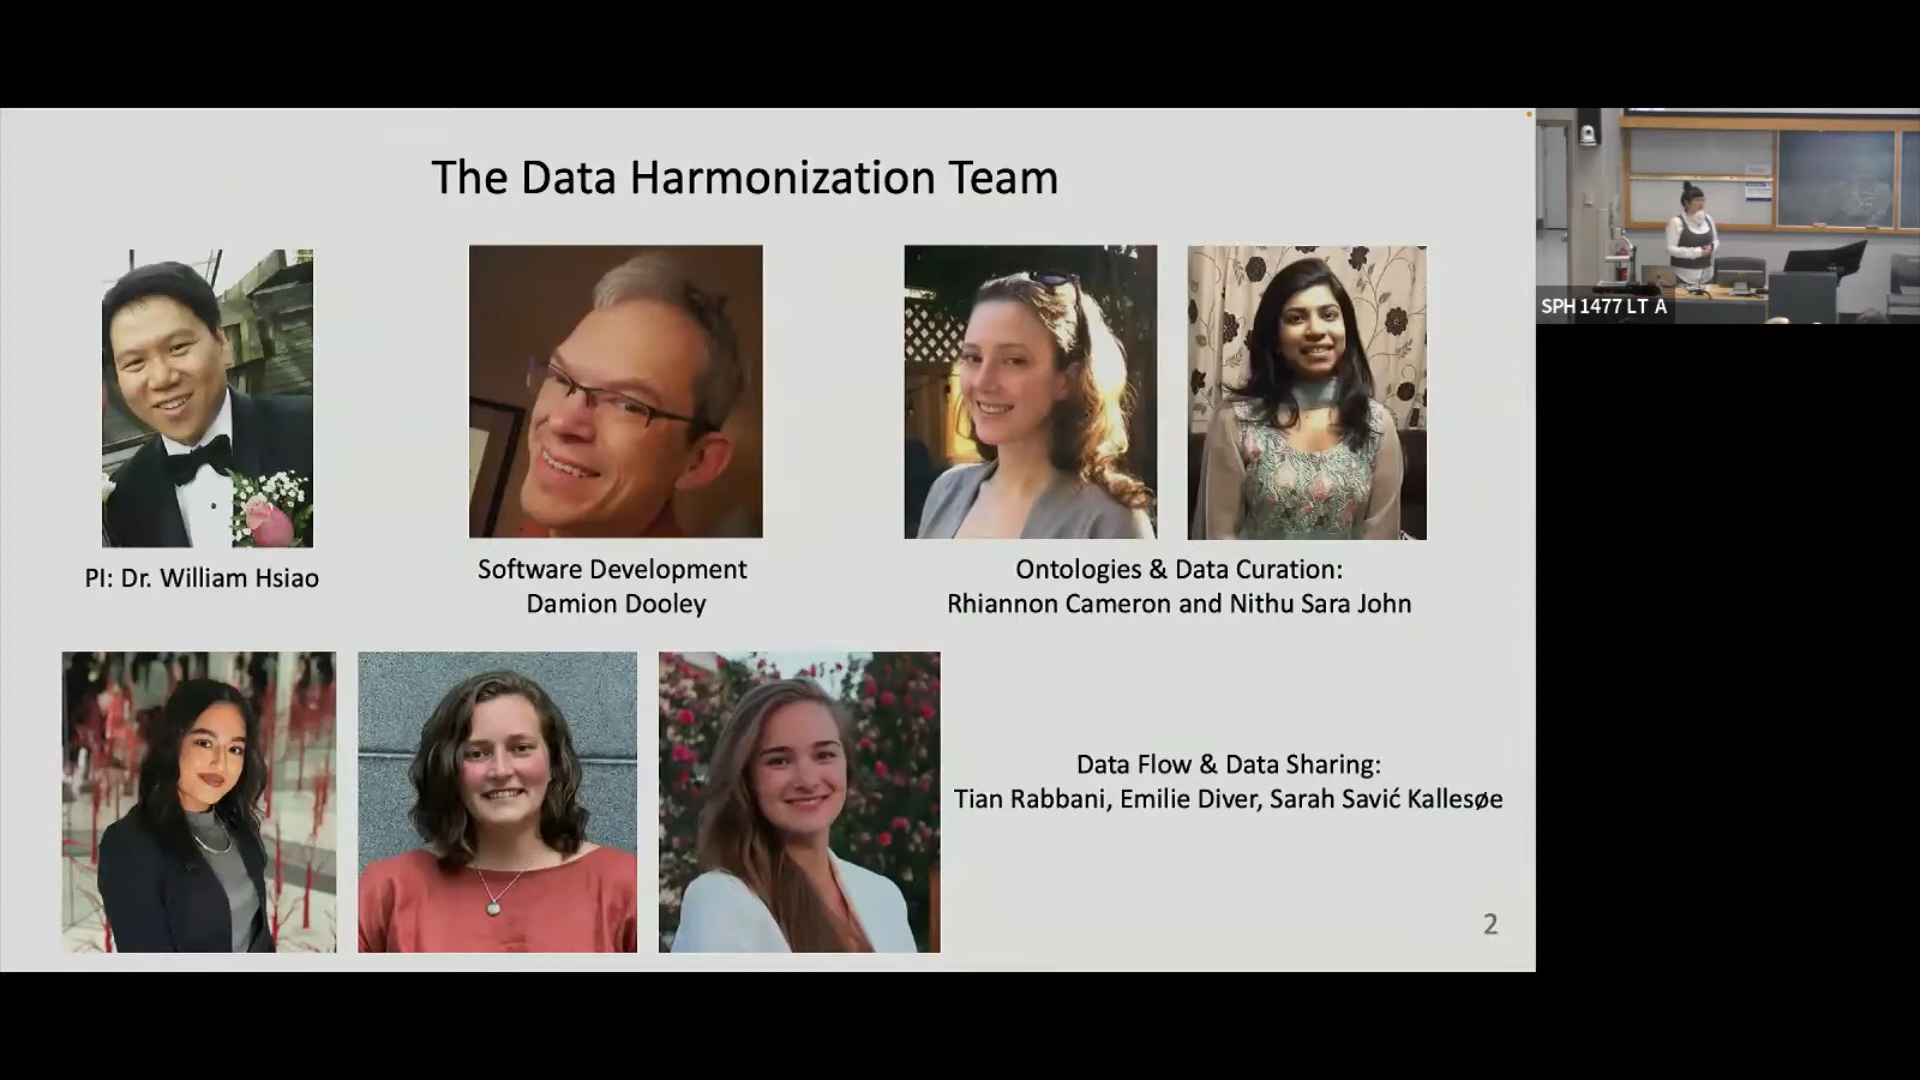 The Data Harmonization Team
PI: Dr. William Hsiao
Software Development
Damion Dooley
Ontologies & Data Curation:
Rhiannon Cameron and Nithu Sara John
Data Flow & Data Sharing:
Tian Rabbani, Emilie Diver, Sarah Savić Kallesøe
2
SPH 1477 LT A